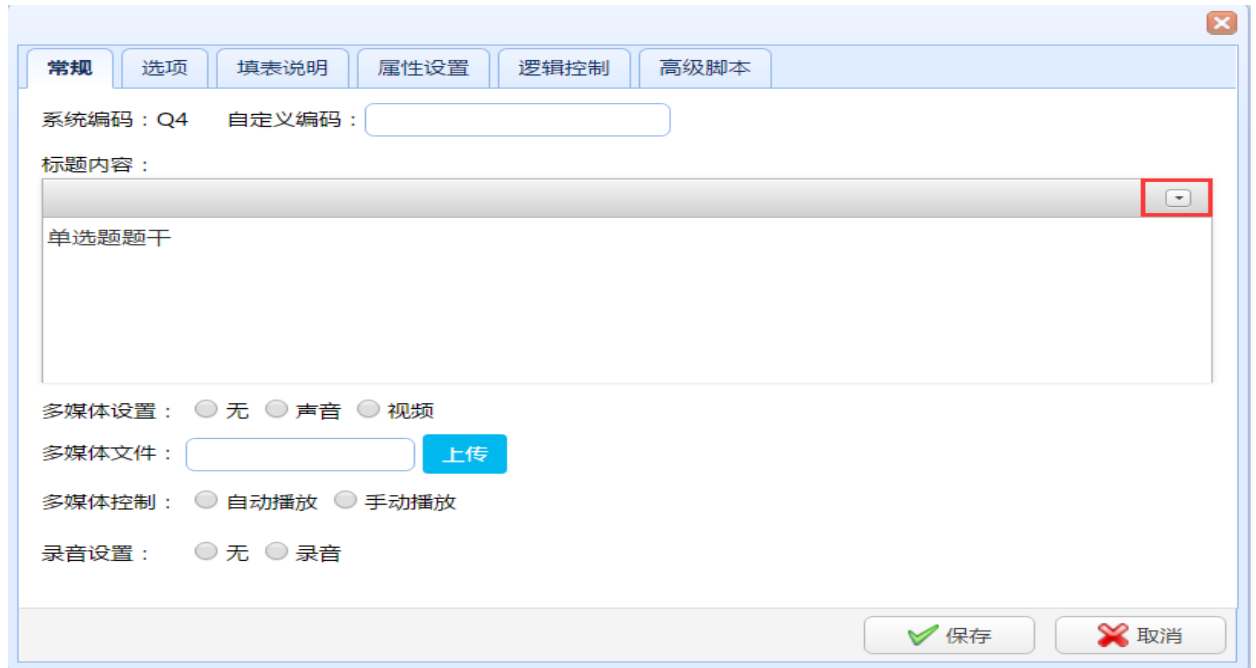 常规 选项 填表说明 属性设置 逻辑控制 高级脚本
系统编码：Q4 自定义编码：
标题内容：
单选题题干
多媒体设置： 无 声音 视频
多媒体文件： 上传
多媒体控制： 自动播放 手动播放
录音设置： 无 录音
保存 取消